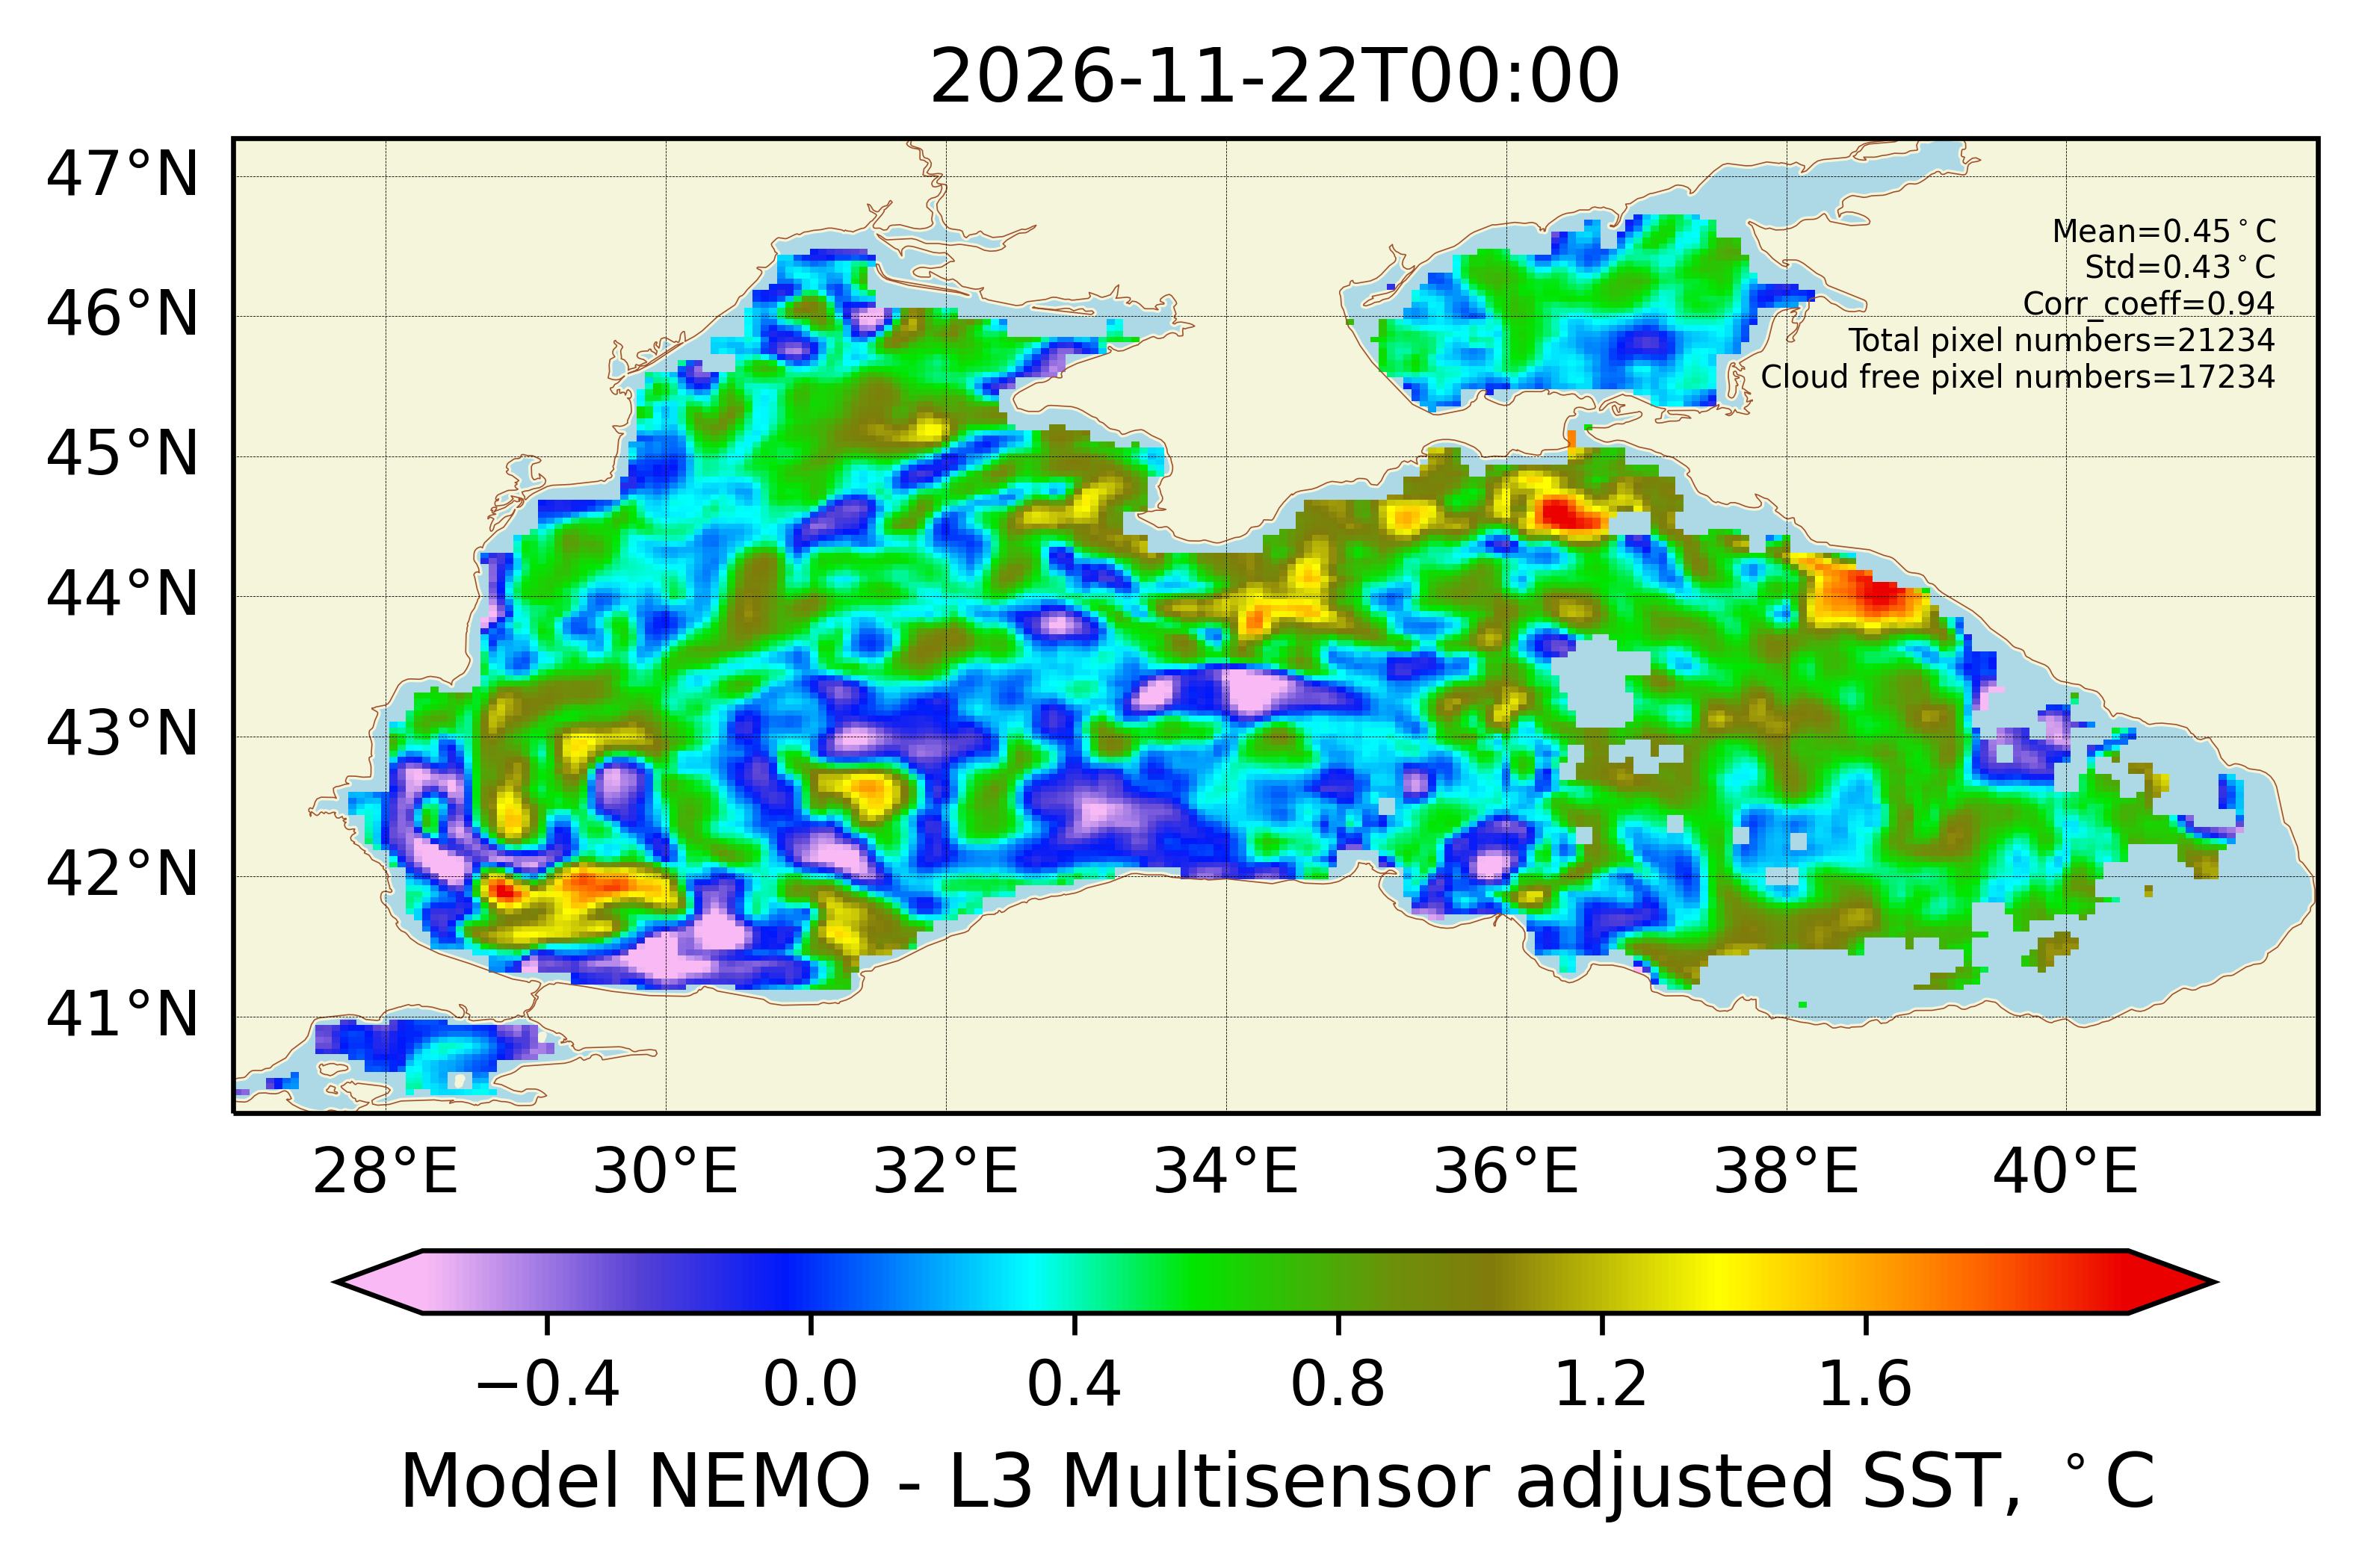 2026-11-22T00:00
47°N
46°N
45°N
44°N
43°N
42°N
41°N
Mean=0.45°C
Std=0.43°C
Corr_coeff=0.94
Total pixel numbers=21234
Cloud free pixel numbers=17234
28°E 30°E 32°E 34°E 36°E 38°E 40°E
−0.4 0.0 0.4 0.8 1.2 1.6
Model NEMO - L3 Multisensor adjusted SST, °C